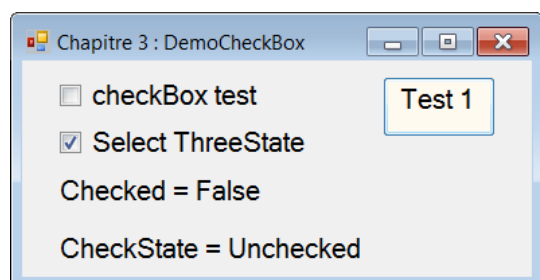 Chapitre 3 : DemoCheckBox
checkBox test
Test 1
Select ThreeState
Checked = False
CheckState = Unchecked